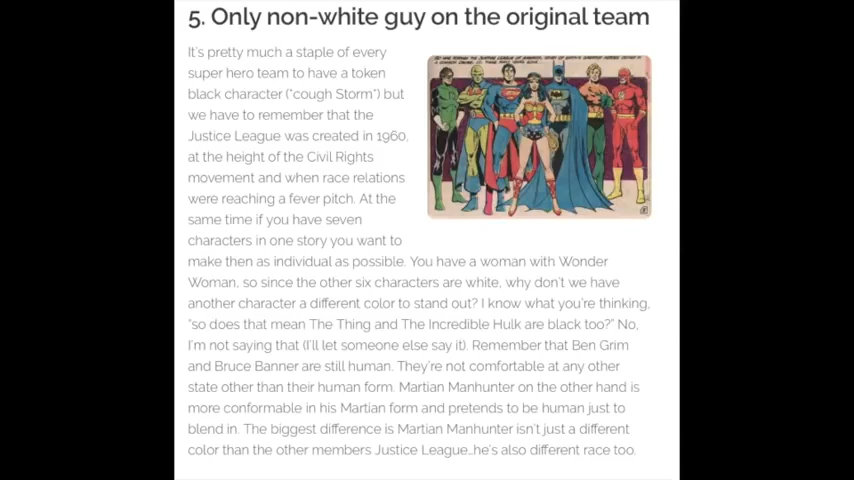 5. Only non-white guy on the original team
It's pretty much a staple of every
super hero team to have a token
black character ("cough Storm") but
we have to remember that the
Justice League was created in 1960,
at the height of the Civil Rights
movement and when race relations
were reaching a fever pitch. At the
same time if you have seven
characters in one story you want to
make then as individual as possible. You have a woman with Wonder
Woman, so since the other six characters are white, why don't we have
another character a different color to stand out? I know what you're thinking,
"so does that mean The Thing and The Incredible Hulk are black too?" No,
I'm not saying that (I'll let someone else say it). Remember that Ben Grim
and Bruce Banner are still human. They're not comfortable at any other
state other than their human form. Martian Manhunter on the other hand is
more conformable in his Martian form and pretends to be human just to
blend in. The biggest difference is Martian Manhunter isn't just a different
color than the other members Justice League...he's also different race too.